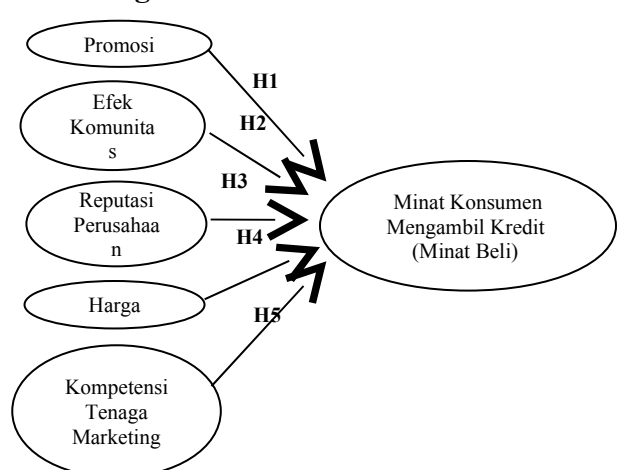 Promosi
H1
Efek
Komunita
s
H2
H3
Reputasi
Perusahaa
n
H4
Minat Konsumen
Mengambil Kredit
(Minat Beli)
Harga
H5
Kompetensi
Tenaga
Marketing